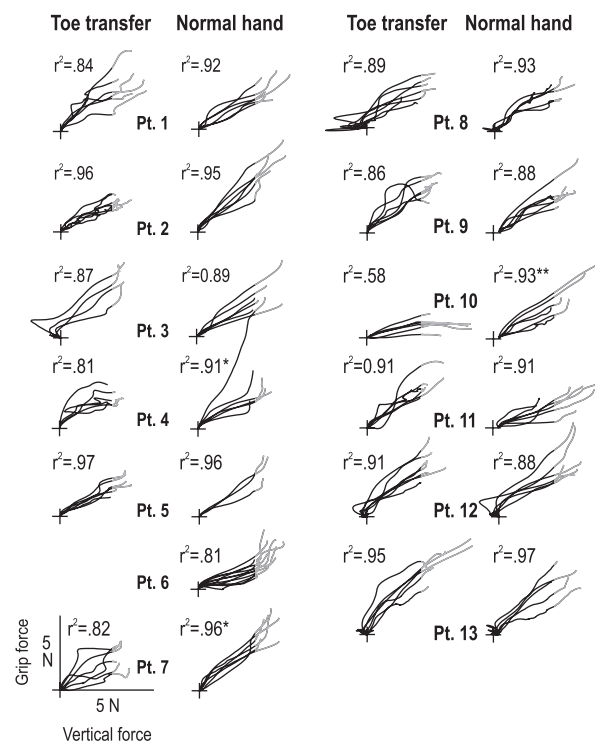 Toe transfer Normal hand Toe transfer Normal hand
r²=.84 r²=.92 r²=.89 r²=.93
Pt. 1 Pt. 8
r²=.96 r²=.95 r²=.86 r²=.88
Pt. 2 Pt. 9
r²=.87 r²=0.89 r²=.58 r²=.93**
Pt. 3 Pt. 10
r²=.81 r²=.91* r²=0.91 r²=.91
Pt. 4 Pt. 11
r²=.97 r²=.96 r²=.91 r²=.88
Pt. 5 Pt. 12
r²=.81 r²=.95 r²=.97
Pt. 6 Pt. 13
r²=.82 r²=.96*
Pt. 7
Grip force
5
N
5 N
Vertical force